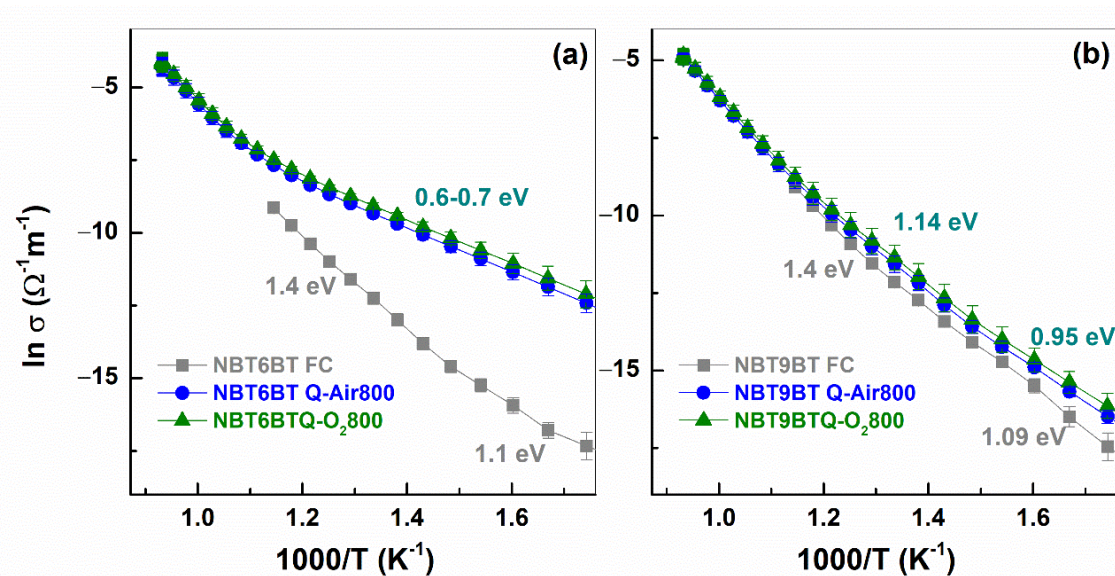 (a)
ln σ (Ω⁻¹m⁻¹)
−5
−10
−15
0.6-0.7 eV
1.4 eV
1.1 eV
NBT6BT FC
NBT6BT Q-Air800
NBT6BTQ-O₂800
1.0 1.2 1.4 1.6
1000/T (K⁻¹)
(b)
−5
−10
−15
1.14 eV
1.4 eV
0.95 eV
1.09 eV
NBT9BT FC
NBT9BT Q-Air800
NBT9BTQ-O₂800
1.0 1.2 1.4 1.6
1000/T (K⁻¹)